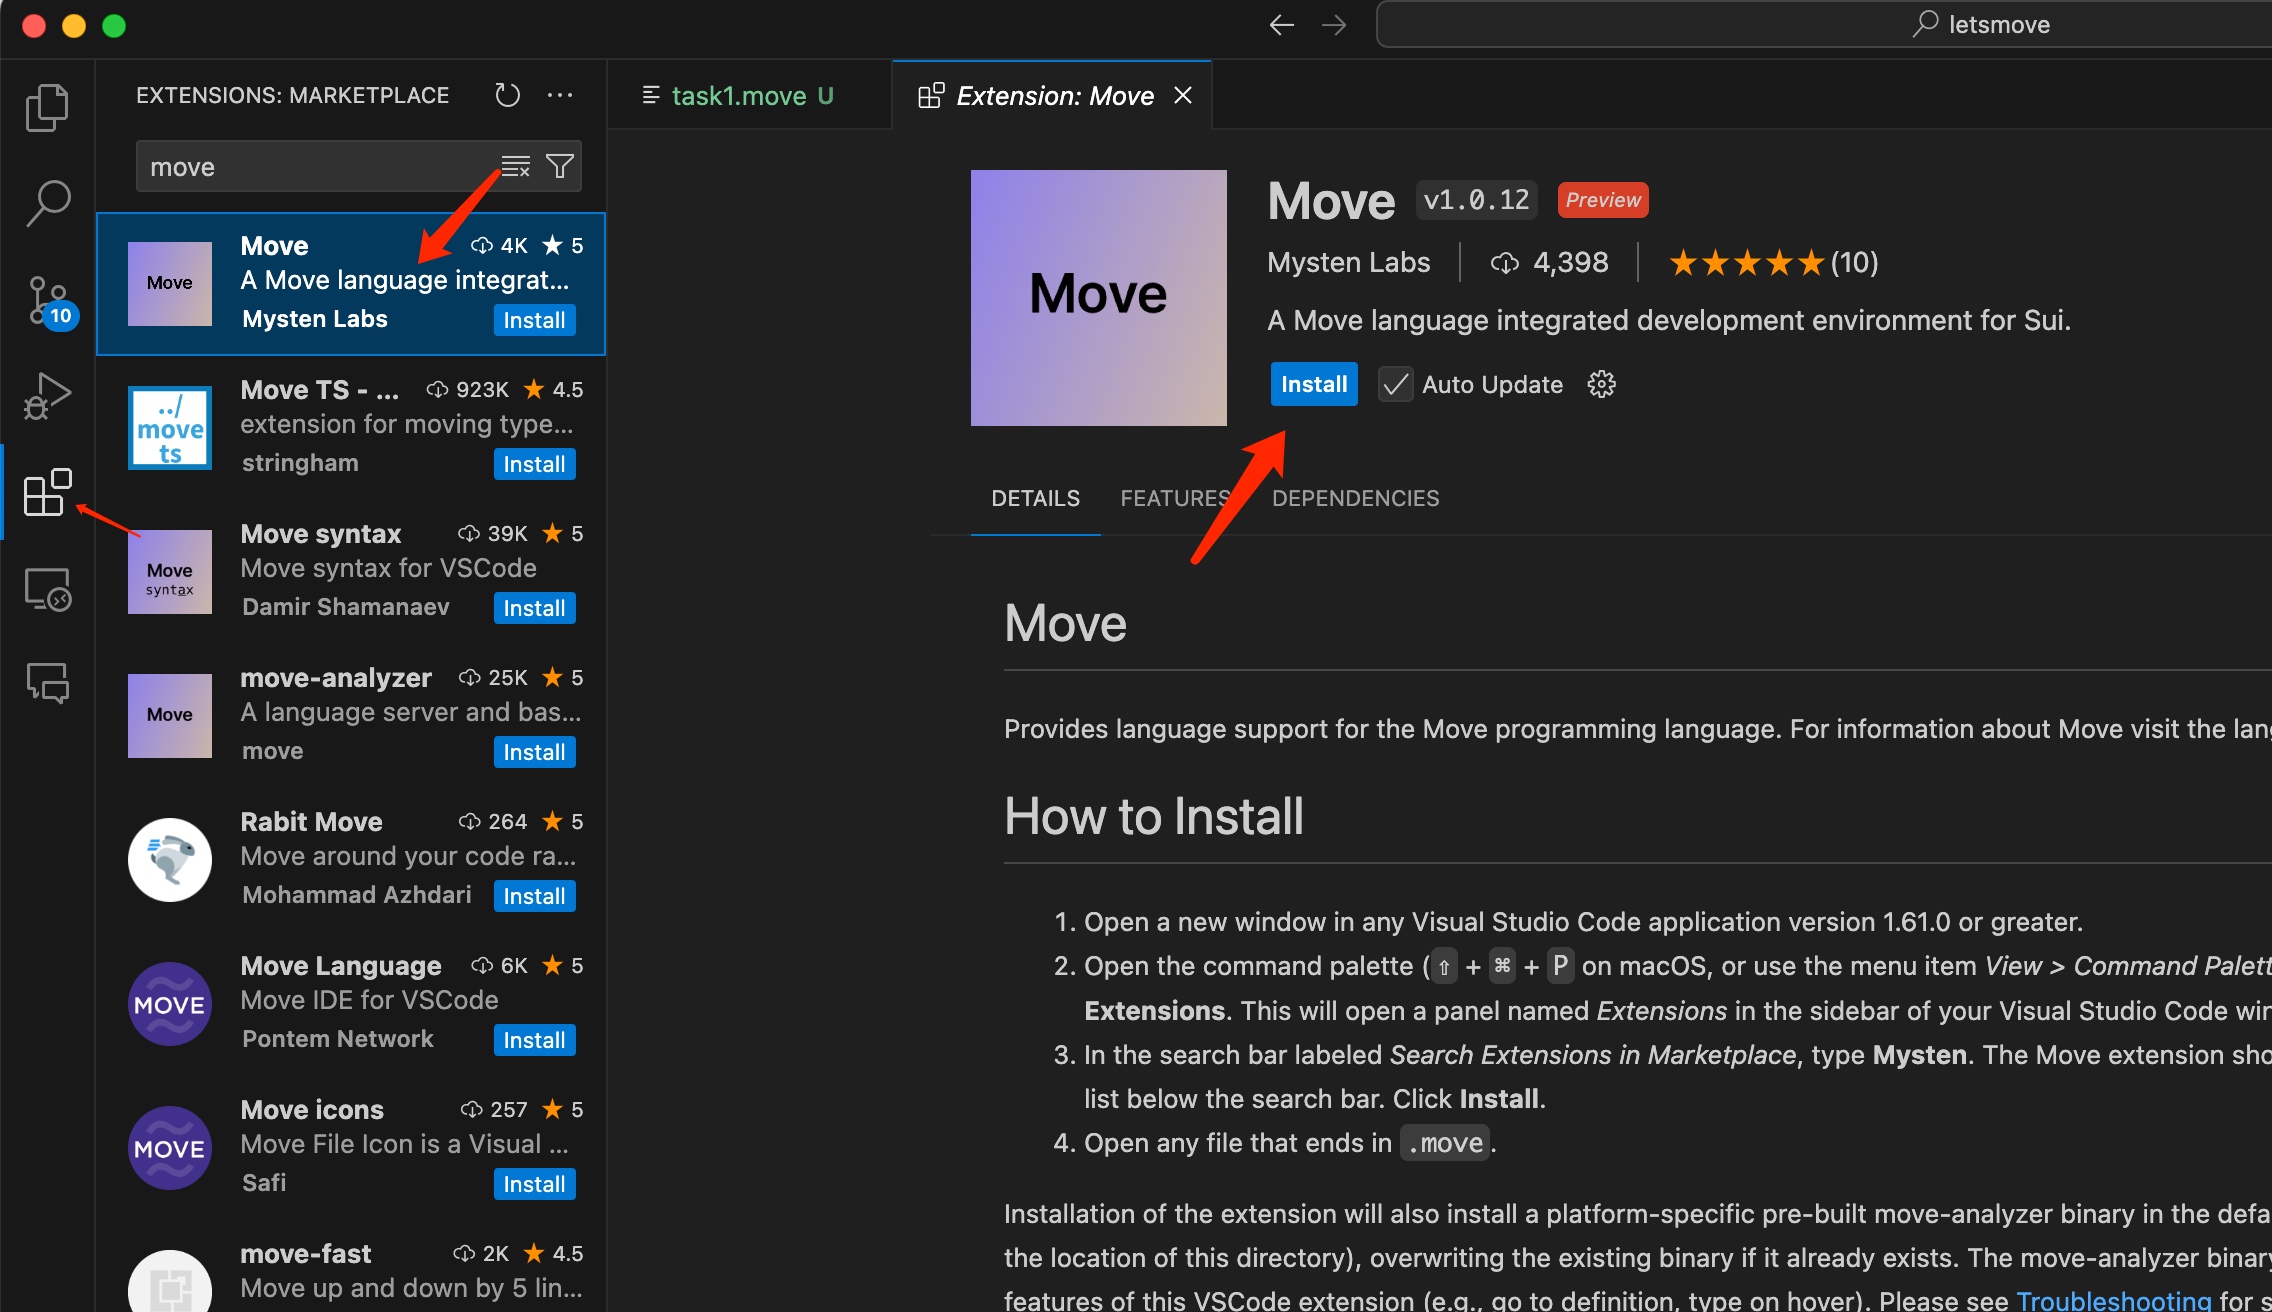 letsmove
EXTENSIONS: MARKETPLACE
task1.move U
Extension: Move
move
Move 4K 5
A Move language integrat...
Mysten Labs Install
Move
Move TS - ... 923K 4.5
extension for moving type...
stringham Install
../
move
ts
Move syntax 39K 5
Move syntax for VSCode
Damir Shamanaev Install
Move
syntax
move-analyzer 25K 5
A language server and bas...
move Install
Move
Rabit Move 264 5
Move around your code ra...
Mohammad Azhdari Install
Move Language 6K 5
Move IDE for VSCode
Pontem Network Install
MOVE
Move icons 257 5
Move File Icon is a Visual ...
Safi Install
MOVE
move-fast 2K 4.5
Move up and down by 5 lin...
10
Move
Move v1.0.12 Preview
Mysten Labs 4,398 (10)
A Move language integrated development environment for Sui.
Install Auto Update
DETAILS FEATURES DEPENDENCIES
Move
Provides language support for the Move programming language. For information about Move visit the
How to Install
1. Open a new window in any Visual Studio Code application version 1.61.0 or greater.
2. Open the command palette (⇧ + ⌘ + P on macOS, or use the menu item View > Command Palett
Extensions. This will open a panel named Extensions in the sidebar of your Visual Studio Code
3. In the search bar labeled Search Extensions in Marketplace, type Mysten. The Move extension
list below the search bar. Click Install.
4. Open any file that ends in .move.
Installation of the extension will also install a platform-specific pre-built move-analyzer binary in the
the location of this directory), overwriting the existing binary if it already exists. The move-analyzer binary
features of this VSCode extension (e.g., go to definition, type on hover). Please see Troubleshooting for